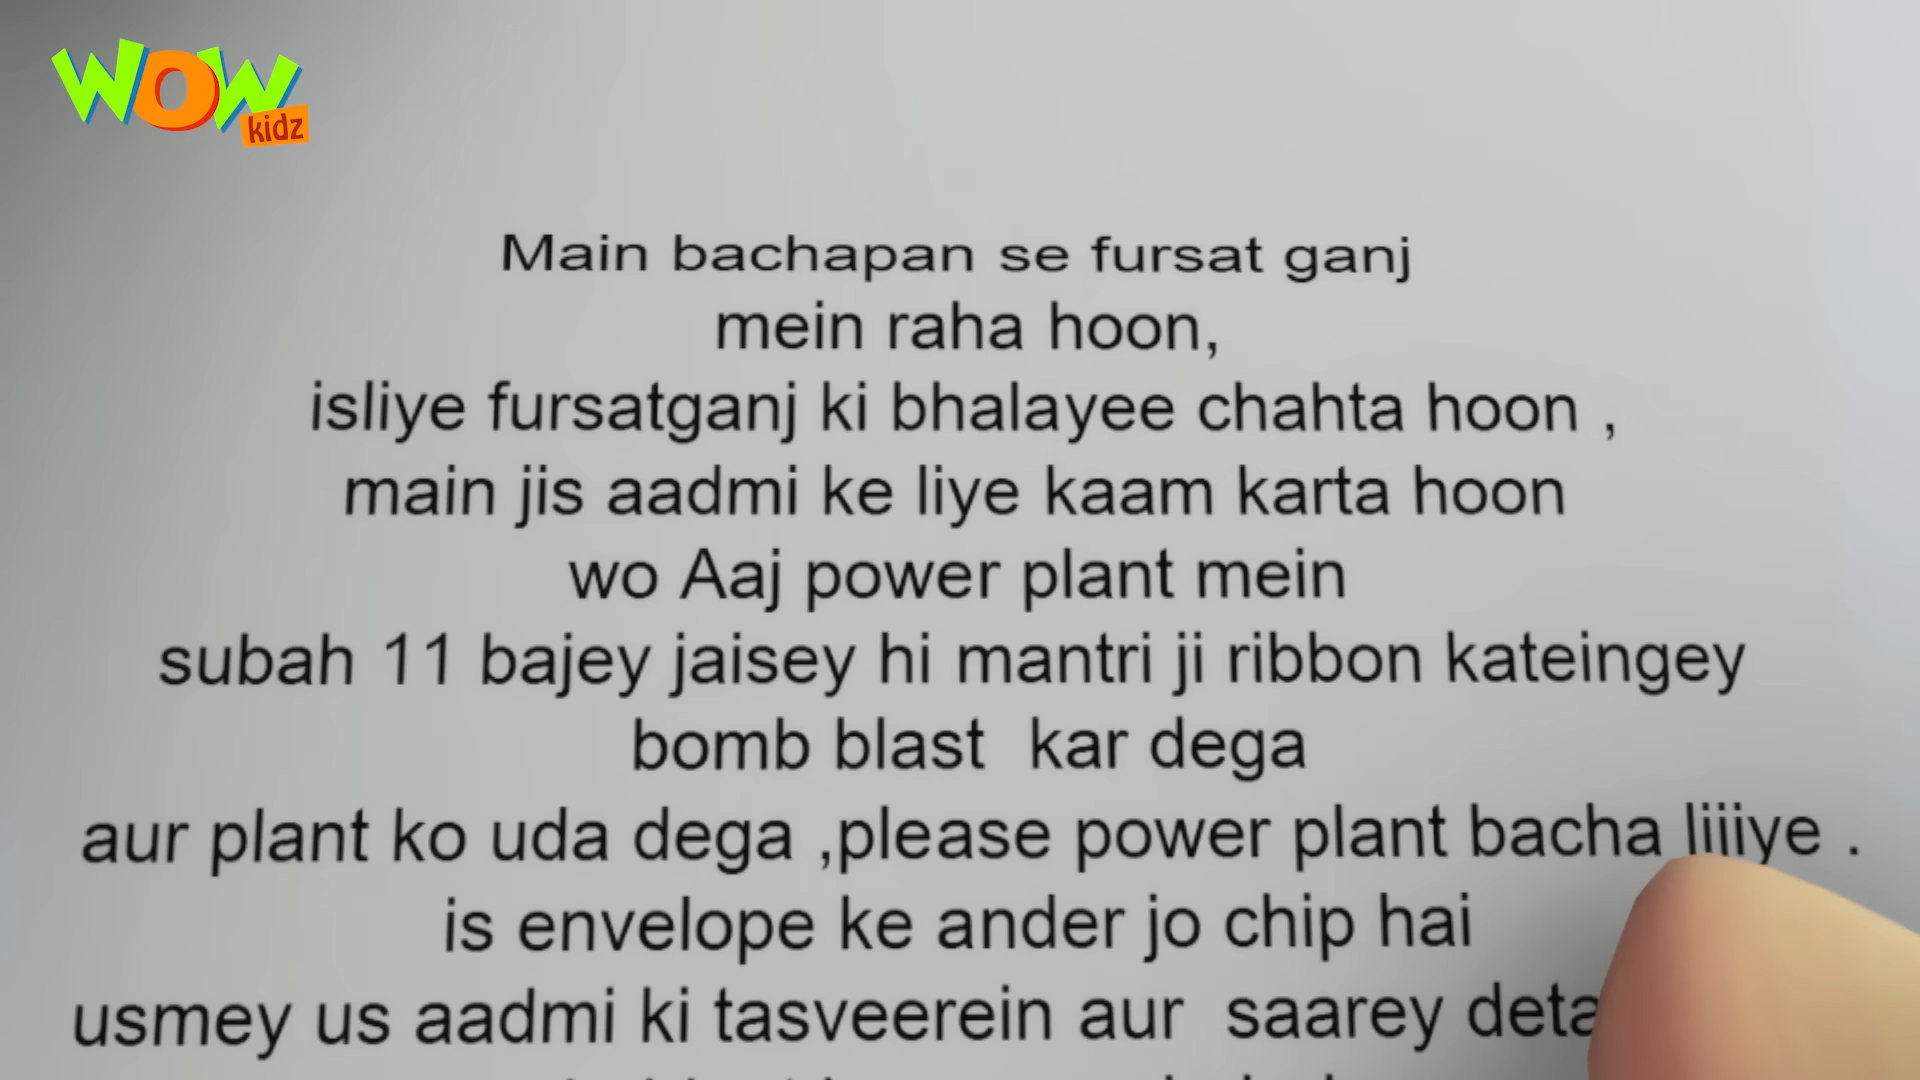 WOW
kidz
Main bachapan se fursat ganj
mein raha hoon,
isliye fursatganj ki bhalayee chahta hoon ,
main jis aadmi ke liye kaam karta hoon
wo Aaj power plant mein
subah 11 bajey jaisey hi mantri ji ribbon kateingey
bomb blast kar dega
aur plant ko uda dega ,please power plant bacha liiiye .
is envelope ke ander jo chip hai
usmey us aadmi ki tasveerein aur saarey